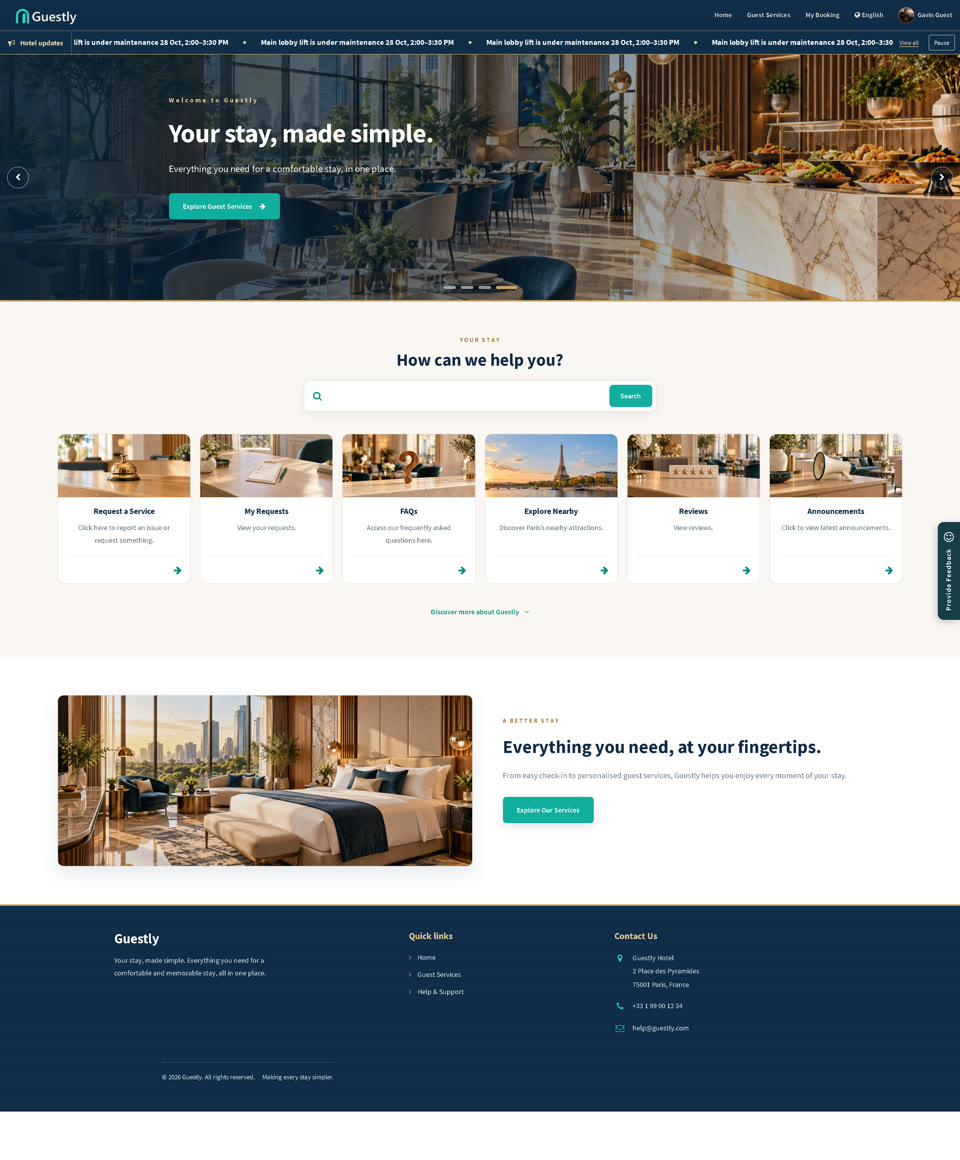 Guestly
Home
Guest Services
My Booking
English
Gavin Guest
Hotel updates
lift is under maintenance 28 Oct, 2:00–3:30 PM
Main lobby lift is under maintenance 28 Oct, 2:00–3:30 PM
Main lobby lift is under maintenance 28 Oct, 2:00–3:30 PM
Main lobby lift is under maintenance 28 Oct, 2:00–3:30
View all
Pause
Welcome to Guestly
Your stay, made simple.
Everything you need for a comfortable stay, in one place.
Explore Guest Services
YOUR STAY
How can we help you?
Search
Request a Service
Click here to report an issue or
request something.
My Requests
View your requests.
FAQs
Access our frequently asked
questions here.
Explore Nearby
Discover Paris's nearby attractions.
Reviews
View reviews.
Announcements
Click to view latest announcements.
Provide Feedback
Discover more about Guestly
A BETTER STAY
Everything you need, at your fingertips.
From easy check-in to personalised guest services, Guestly helps you enjoy every moment of your stay.
Explore Our Services
Guestly
Your stay, made simple. Everything you need for a
comfortable and memorable stay, all in one place.
Quick links
Home
Guest Services
Help & Support
Contact Us
Guestly Hotel
2 Place des Pyramides
75001 Paris, France
+33 1 99 00 12 34
help@guestly.com
© 2026 Guestly. All rights reserved.
Making every stay simpler.